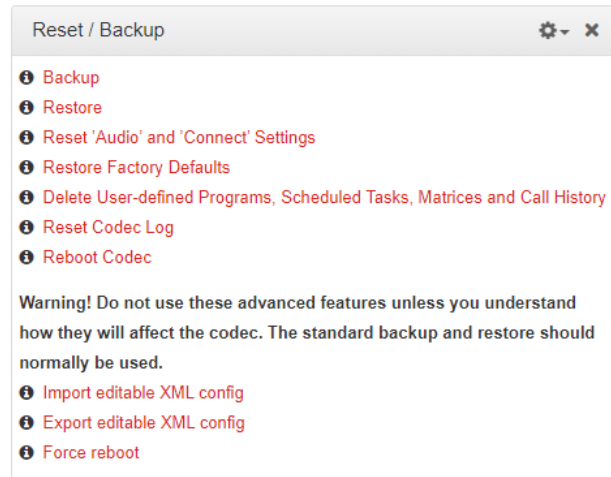 Reset / Backup
Backup
Restore
Reset 'Audio' and 'Connect' Settings
Restore Factory Defaults
Delete User-defined Programs, Scheduled Tasks, Matrices and Call History
Reset Codec Log
Reboot Codec
Warning! Do not use these advanced features unless you understand
how they will affect the codec. The standard backup and restore should
normally be used.
Import editable XML config
Export editable XML config
Force reboot